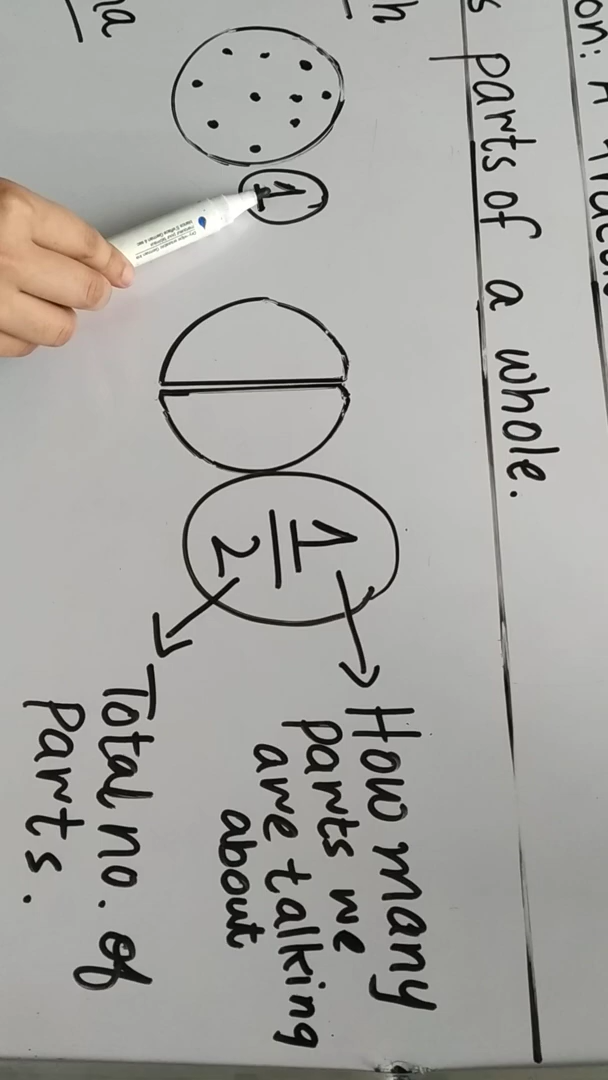 parts of a whole.
1
1
2
How many
parts we
are talking
about
Total no. of
parts.